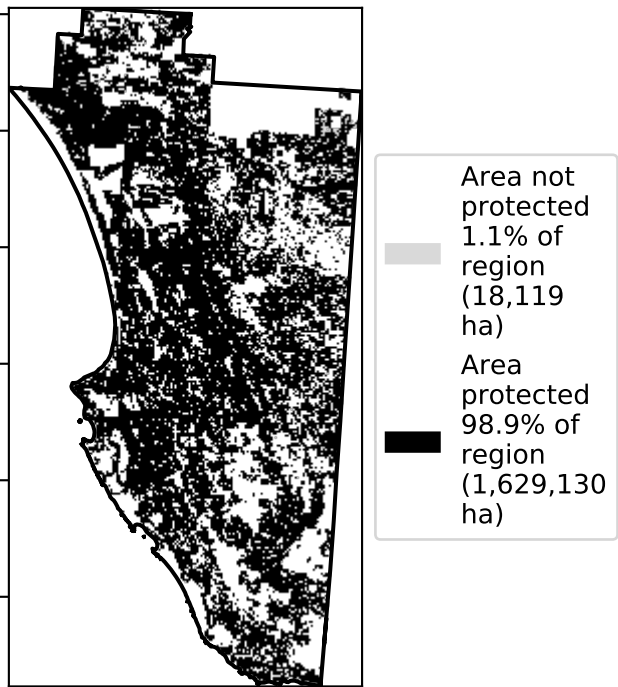 Area not
protected
1.1% of
region
(18,119
ha)
Area
protected
98.9% of
region
(1,629,130
ha)